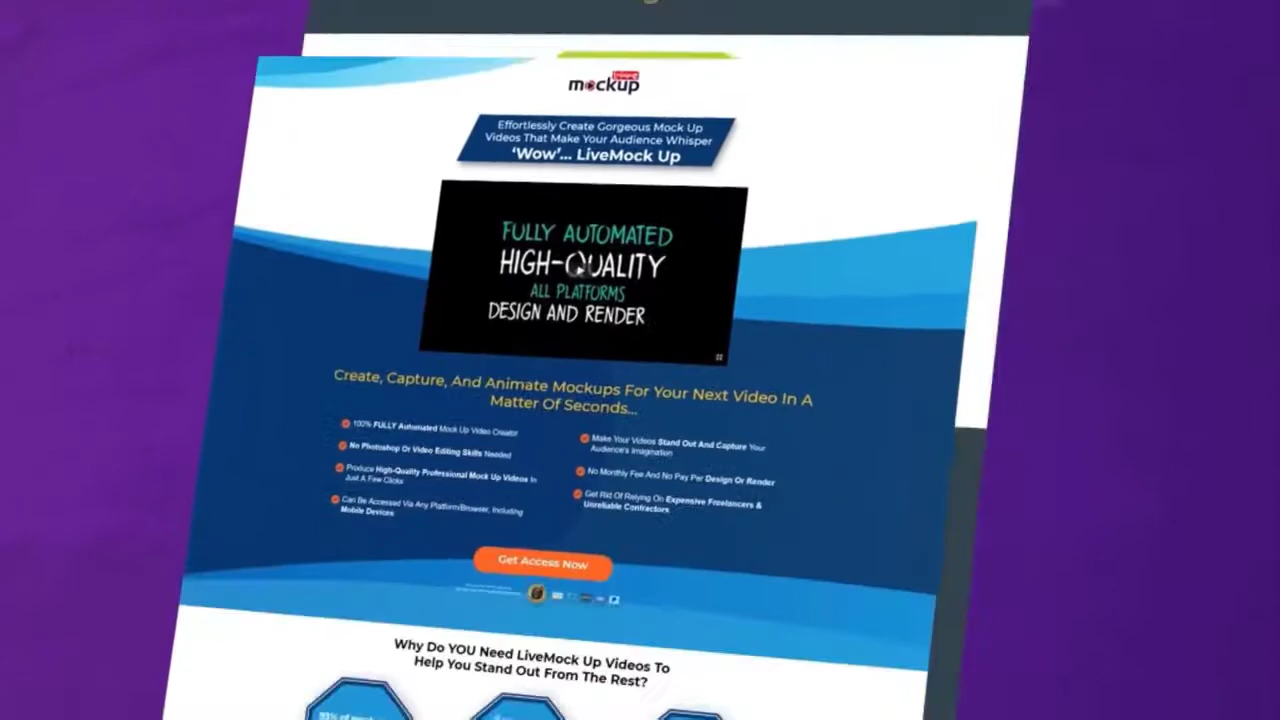 mockup
Effortlessly Create Gorgeous Mock Up
Videos That Make Your Audience Whisper
‘Wow’... LiveMock Up
FULLY AUTOMATED
HIGH-QUALITY
ALL PLATFORMS
DESIGN AND RENDER
Create, Capture, And Animate Mockups For Your Next Video In A
Matter Of Seconds...
100% FULLY Automated Mock Up Video Creator
No Photoshop Or Video Editing Skills Needed
Produce High-Quality Professional Mock Up Videos In
Just A Few Clicks
Can Be Accessed Via Any Platform/Browser, Including
Mobile Devices
Make Your Videos Stand Out And Capture Your
Audience's Imagination
No Monthly Fee And No Pay Per Design Or Render
Get Rid Of Relying On Expensive Freelancers &
Unreliable Contractors
Get Access Now
Why Do YOU Need LiveMock Up Videos To
Help You Stand Out From The Rest?